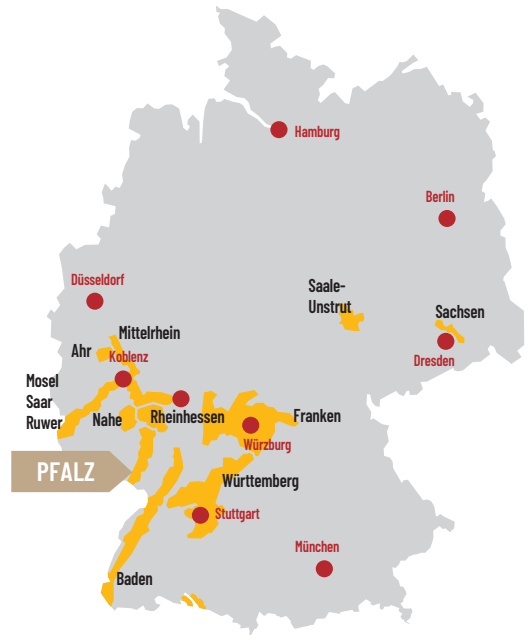 Hamburg
Berlin
Düsseldorf
Saale-
Unstrut
Sachsen
Mittelrhein
Ahr
Koblenz
Dresden
Mosel
Saar
Ruwer
Nahe
Rheinhessen
Franken
Würzburg
PFALZ
Württemberg
Stuttgart
München
Baden